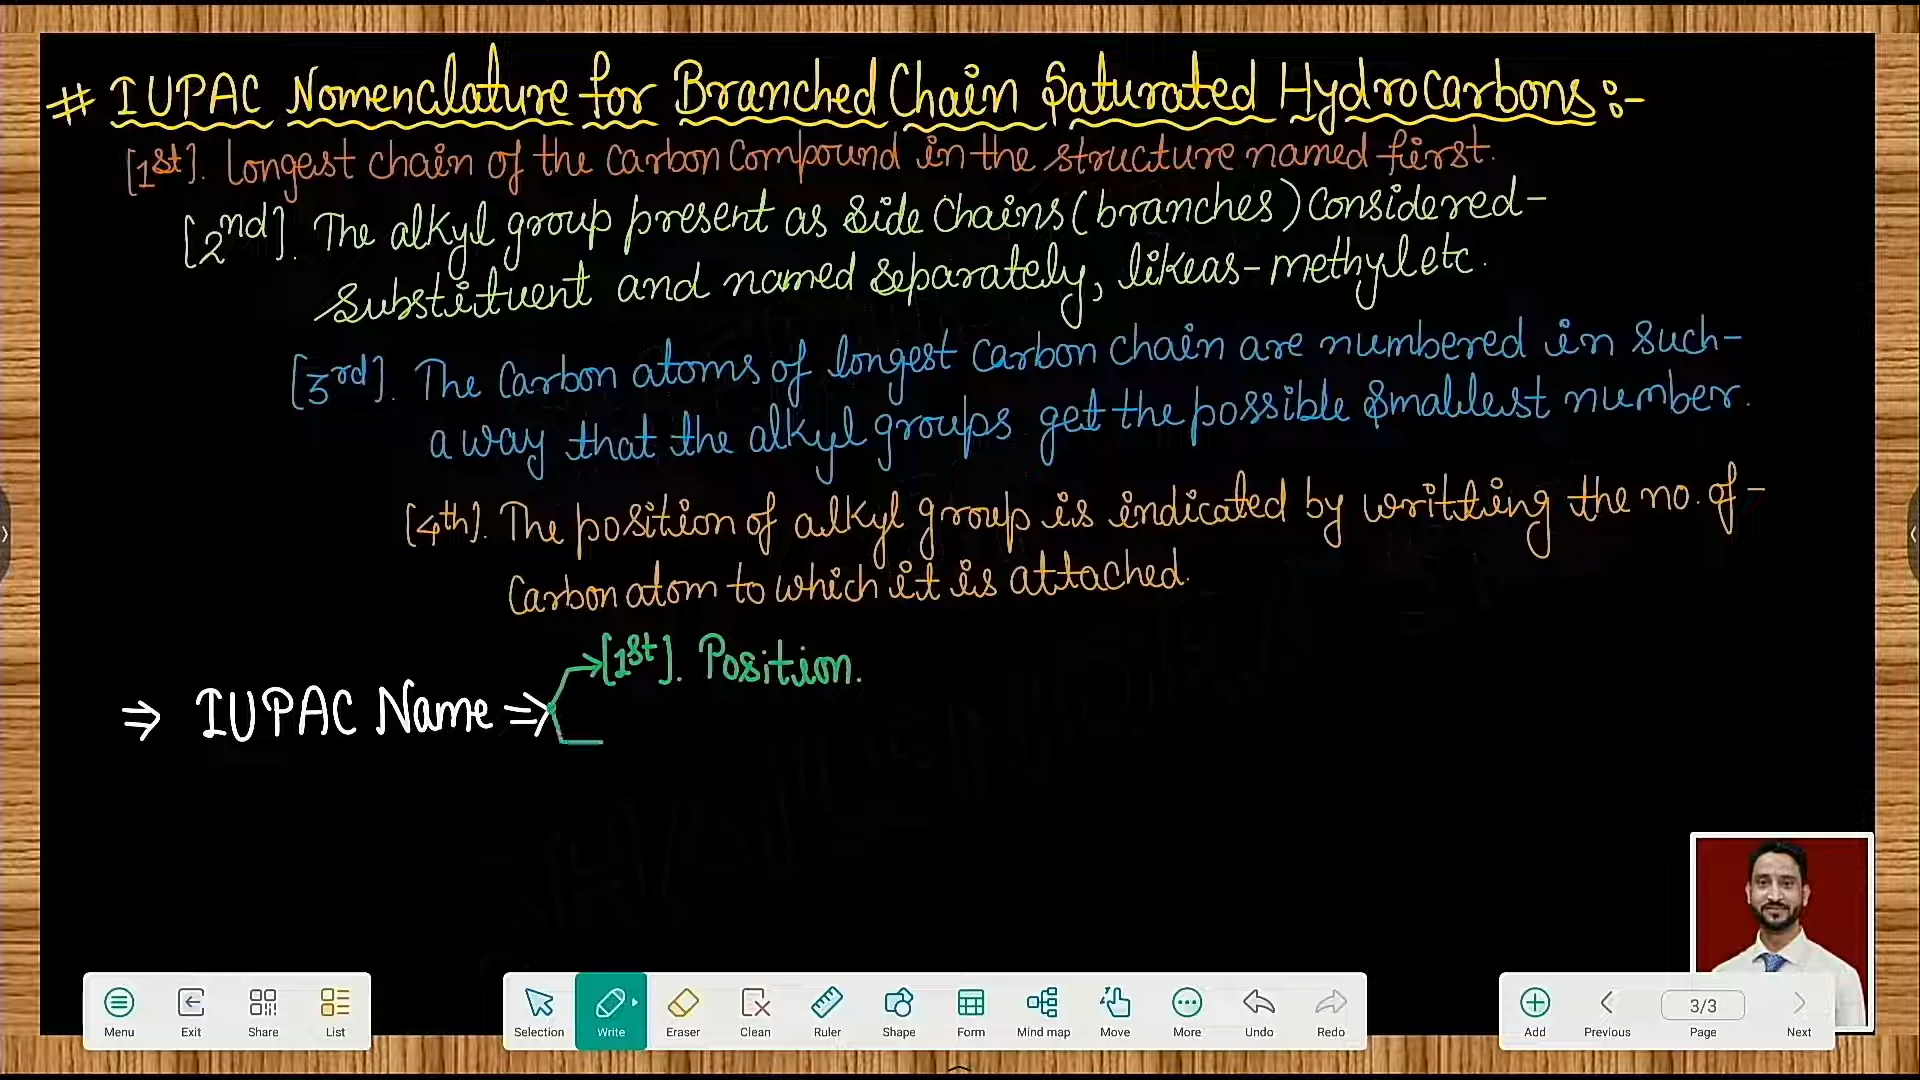 # IUPAC Nomenclature for Branched Chain Saturated Hydrocarbons:-
[1st]. Longest chain of the carbon compound in the structure named first.
[2nd]. The alkyl group present as side chains (branches) considered-
substituent and named separately, likeas-methyl etc.
[3rd]. The carbon atoms of longest carbon chain are numbered in such-
a way that the alkyl groups get the possible smallest number.
[4th]. The position of alkyl group is indicated by writting the no. of-
Carbon atom to which it is attached.
[1st]. Position.
⇒ IUPAC Name ⇒
Menu Exit Share List Selection Write Eraser Clean Ruler Shape Form Mind map Move More Undo Redo Add Previous 3/3 Page Next